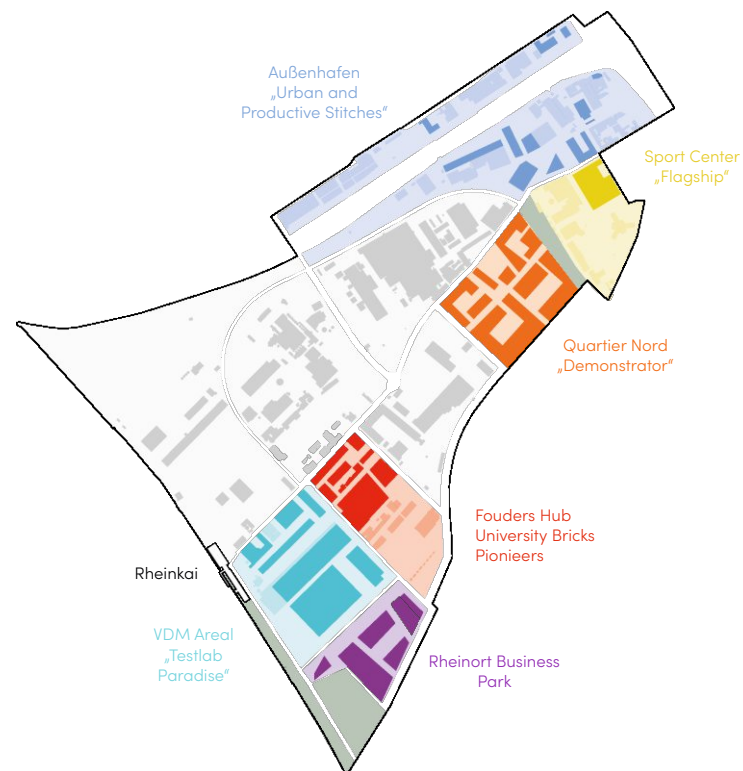 Außenhafen
„Urban and
Productive Stitches“
Sport Center
„Flagship“
Quartier Nord
„Demonstrator“
Fouders Hub
University Bricks
Pionieers
Rheinkai
VDM Areal
„Testlab
Paradise“
Rheinort Business
Park